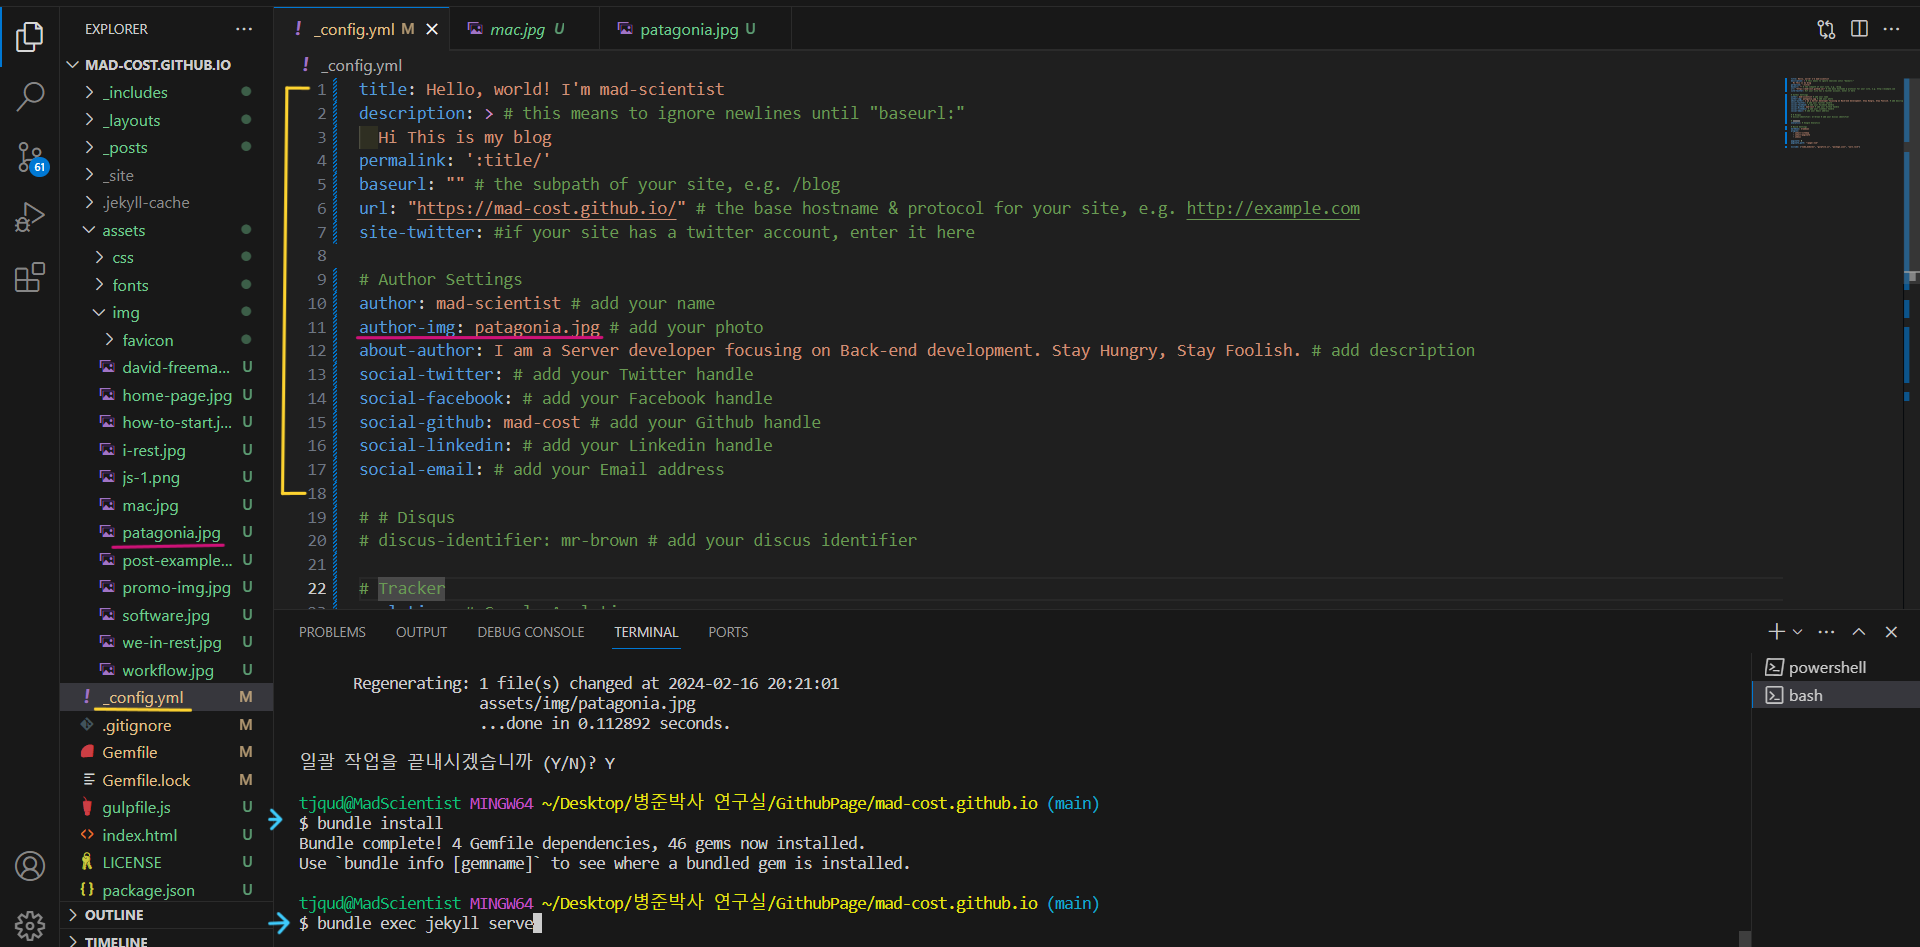 EXPLORER
MAD-COST.GITHUB.IO
_includes
_layouts
_posts
_site
.jekyll-cache
assets
css
fonts
img
favicon
david-freema... U
home-page.jpg U
how-to-start.j... U
i-rest.jpg U
js-1.png U
mac.jpg U
patagonia.jpg U
post-example... U
promo-img.jpg U
software.jpg U
we-in-rest.jpg U
workflow.jpg U
! _config.yml M
.gitignore M
Gemfile M
Gemfile.lock M
gulpfile.js U
index.html U
LICENSE U
package.json U
OUTLINE
TIMELINE
61
! _config.yml M
mac.jpg U
patagonia.jpg U
! _config.yml
1 title: Hello, world! I'm mad-scientist
2 description: > # this means to ignore newlines until "baseurl:"
3 Hi This is my blog
4 permalink: ':title/'
5 baseurl: "" # the subpath of your site, e.g. /blog
6 url: "https://mad-cost.github.io/" # the base hostname & protocol for your site, e.g. http://example.com
7 site-twitter: #if your site has a twitter account, enter it here
8
9 # Author Settings
10 author: mad-scientist # add your name
11 author-img: patagonia.jpg # add your photo
12 about-author: I am a Server developer focusing on Back-end development. Stay Hungry, Stay Foolish. # add description
13 social-twitter: # add your Twitter handle
14 social-facebook: # add your Facebook handle
15 social-github: mad-cost # add your Github handle
16 social-linkedin: # add your Linkedin handle
17 social-email: # add your Email address
18
19 # # Disqus
20 # discus-identifier: mr-brown # add your discus identifier
21
22 # Tracker
PROBLEMS OUTPUT DEBUG CONSOLE TERMINAL PORTS
Regenerating: 1 file(s) changed at 2024-02-16 20:21:01
assets/img/patagonia.jpg
...done in 0.112892 seconds.
일괄 작업을 끝내시겠습니까 (Y/N)? Y
tjqud@MadScientist MINGW64 ~/Desktop/병준박사 연구실/GithubPage/mad-cost.github.io (main)
$ bundle install
Bundle complete! 4 Gemfile dependencies, 46 gems now installed.
Use `bundle info [gemname]` to see where a bundled gem is installed.
tjqud@MadScientist MINGW64 ~/Desktop/병준박사 연구실/GithubPage/mad-cost.github.io (main)
$ bundle exec jekyll serve
powershell
bash